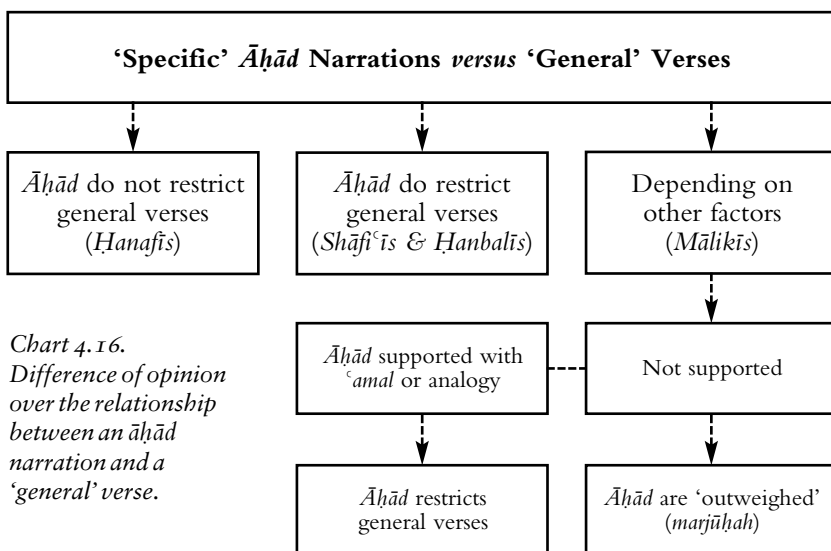 ‘Specific’ Āḥād Narrations versus ‘General’ Verses
Āḥād do not restrict
general verses
(Ḥanafīs)
Āḥād do restrict
general verses
(Shāfiʿīs & Ḥanbalīs)
Depending on
other factors
(Mālikīs)
Chart 4.16.
Difference of opinion
over the relationship
between an āḥād
narration and a
‘general’ verse.
Āḥād supported with
ʿamal or analogy
Not supported
Āḥād restricts
general verses
Āḥād are ‘outweighed’
(marjūḥah)